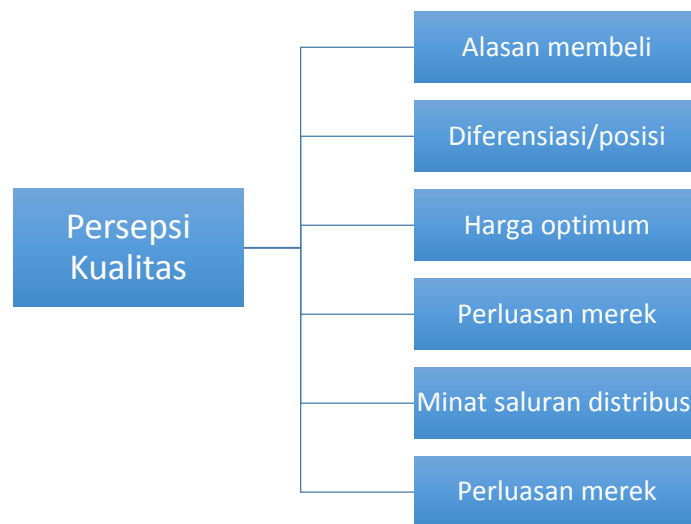 Alasan membeli
Diferensiasi/posisi
Persepsi
Kualitas
Harga optimum
Perluasan merek
Minat saluran distribus
Perluasan merek